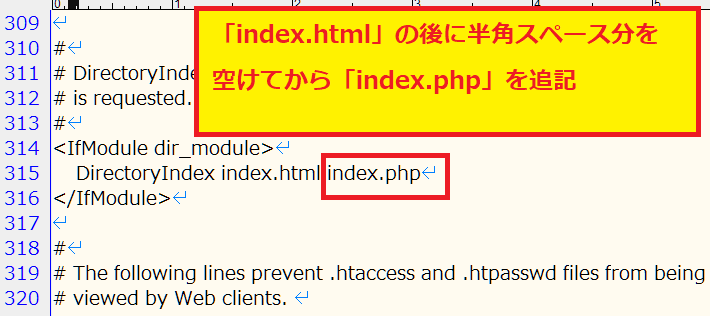 「index.html」の後に半角スペース分を
空けてから「index.php」を追記
309
310 #
311 # DirectoryInde
312 # is requested.
313 #
314 <IfModule dir_module>
315 DirectoryIndex index.html index.php
316 </IfModule>
317
318 #
319 # The following lines prevent .htaccess and .htpasswd files from being
320 # viewed by Web clients.